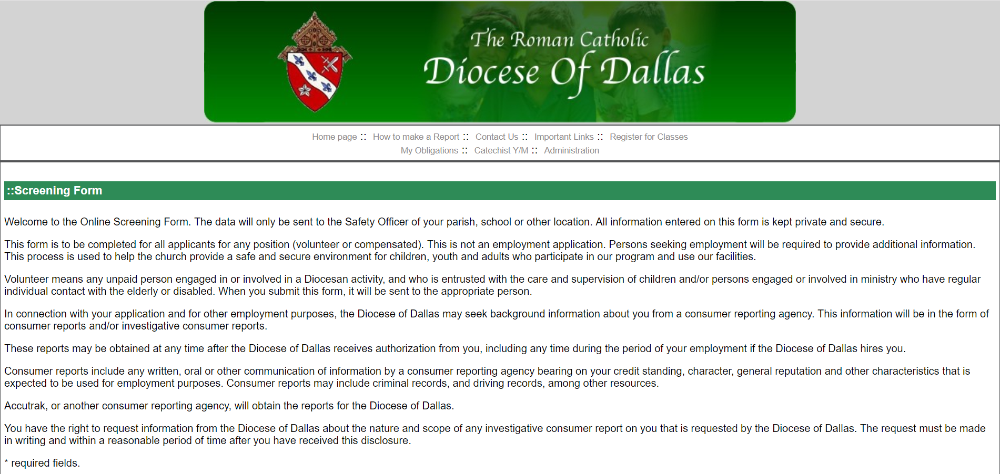 The Roman Catholic
Diocese Of Dallas
Home page :: How to make a Report :: Contact Us :: Important Links :: Register for Classes
My Obligations :: Catechist Y/M :: Administration
::Screening Form
Welcome to the Online Screening Form. The data will only be sent to the Safety Officer of your parish, school or other location. All information entered on this form is kept private and secure.
This form is to be completed for all applicants for any position (volunteer or compensated). This is not an employment application. Persons seeking employment will be required to provide additional information.
This process is used to help the church provide a safe and secure environment for children, youth and adults who participate in our program and use our facilities.
Volunteer means any unpaid person engaged in or involved in a Diocesan activity, and who is entrusted with the care and supervision of children and/or persons engaged or involved in ministry who have regular
individual contact with the elderly or disabled. When you submit this form, it will be sent to the appropriate person.
In connection with your application and for other employment purposes, the Diocese of Dallas may seek background information about you from a consumer reporting agency. This information will be in the form of
consumer reports and/or investigative consumer reports.
These reports may be obtained at any time after the Diocese of Dallas receives authorization from you, including any time during the period of your employment if the Diocese of Dallas hires you.
Consumer reports include any written, oral or other communication of information by a consumer reporting agency bearing on your credit standing, character, general reputation and other characteristics that is
expected to be used for employment purposes. Consumer reports may include criminal records, and driving records, among other resources.
Accutrak, or another consumer reporting agency, will obtain the reports for the Diocese of Dallas.
You have the right to request information from the Diocese of Dallas about the nature and scope of any investigative consumer report on you that is requested by the Diocese of Dallas. The request must be made
in writing and within a reasonable period of time after you have received this disclosure.
* required fields.